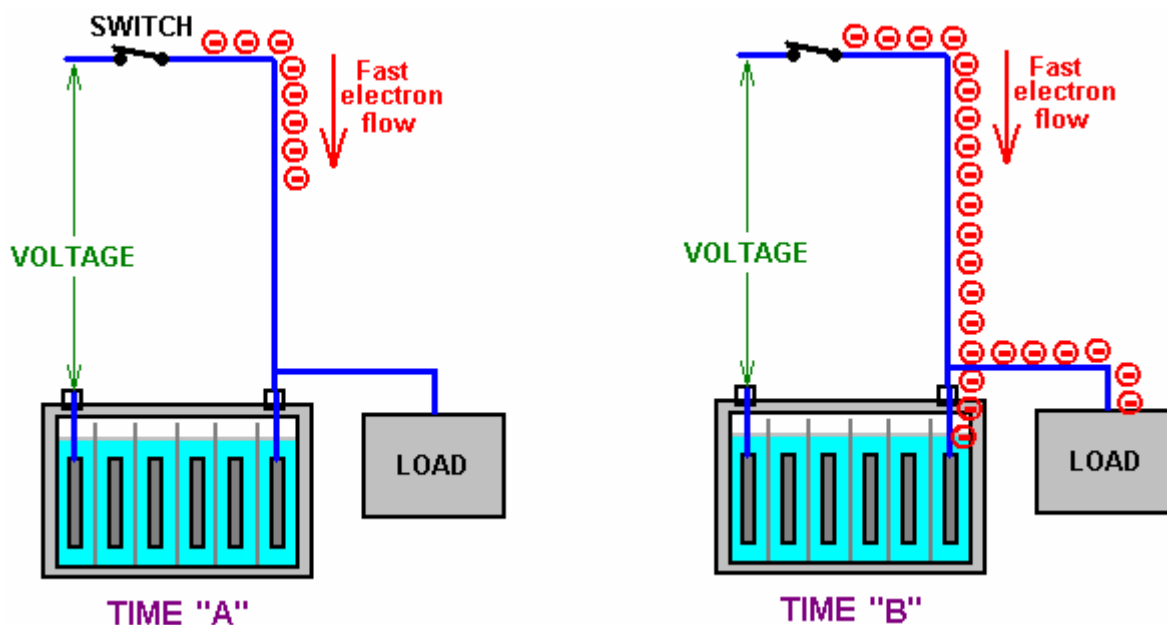 SWITCH
Fast
electron
flow
VOLTAGE
LOAD
TIME "A"
Fast
electron
flow
VOLTAGE
LOAD
TIME "B"